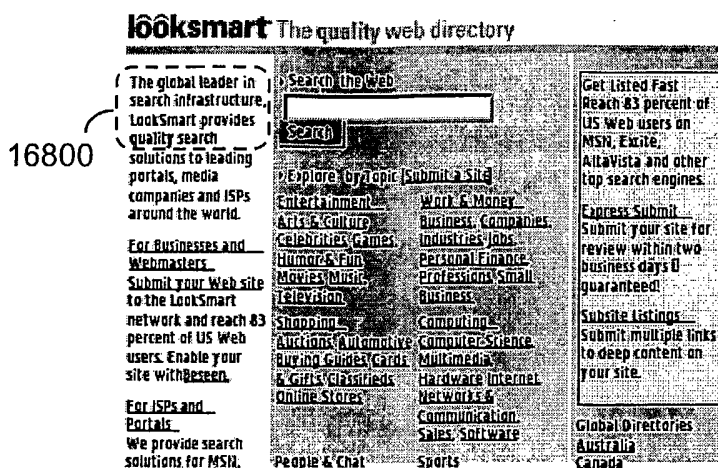 lôôksmart The quality web directory
16800
The global leader in
search infrastructure,
LookSmart provides
quality search
solutions to leading
portals, media
companies and ISPs
around the world.
For Businesses and
Webmasters
Submit your Web site
to the LookSmart
network and reach 83
percent of US Web
users. Enable your
site with Beseen.
For ISPs and
Portals
We provide search
solutions for MSN,
Search the Web
Search
Explore by Topic [Submit a Site]
Entertainment
Arts & Culture
Celebrities Games
Humor & Fun
Movies Music
Television
Shopping
Auctions Automotive
Buying Guides Cards
& Gifts Classifieds
Online Stores
People & Chat
Work & Money
Business Companies
Industries Jobs
Personal Finance
Professions Small
Business
Computing
Computer Science
Multimedia
Hardware Internet
Networks &
Communication
Sales Software
Sports
Get Listed Fast
Reach 83 percent of
US Web users on
MSN, Excite,
AltaVista and other
top search engines.
Express Submit
Submit your site for
review within two
business days
guaranteed!
Subsite Listings
Submit multiple links
to deep content on
your site.
Global Directories
Australia
Canada